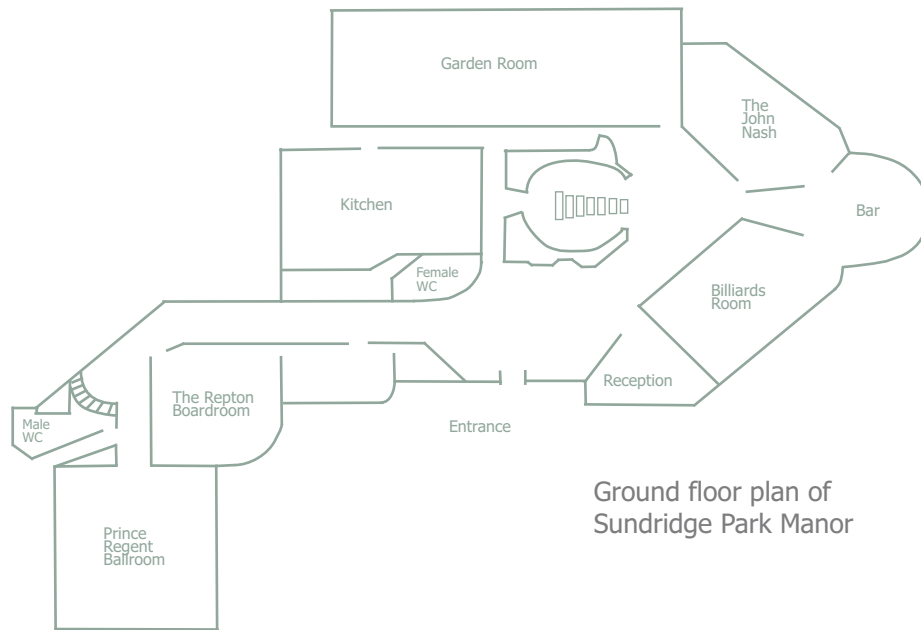 Garden Room
The
John
Nash
Kitchen
Bar
Female
WC
Billiards
Room
Reception
The Repton
Boardroom
Male
WC
Entrance
Prince
Regent
Ballroom
Ground floor plan of
Sundridge Park Manor